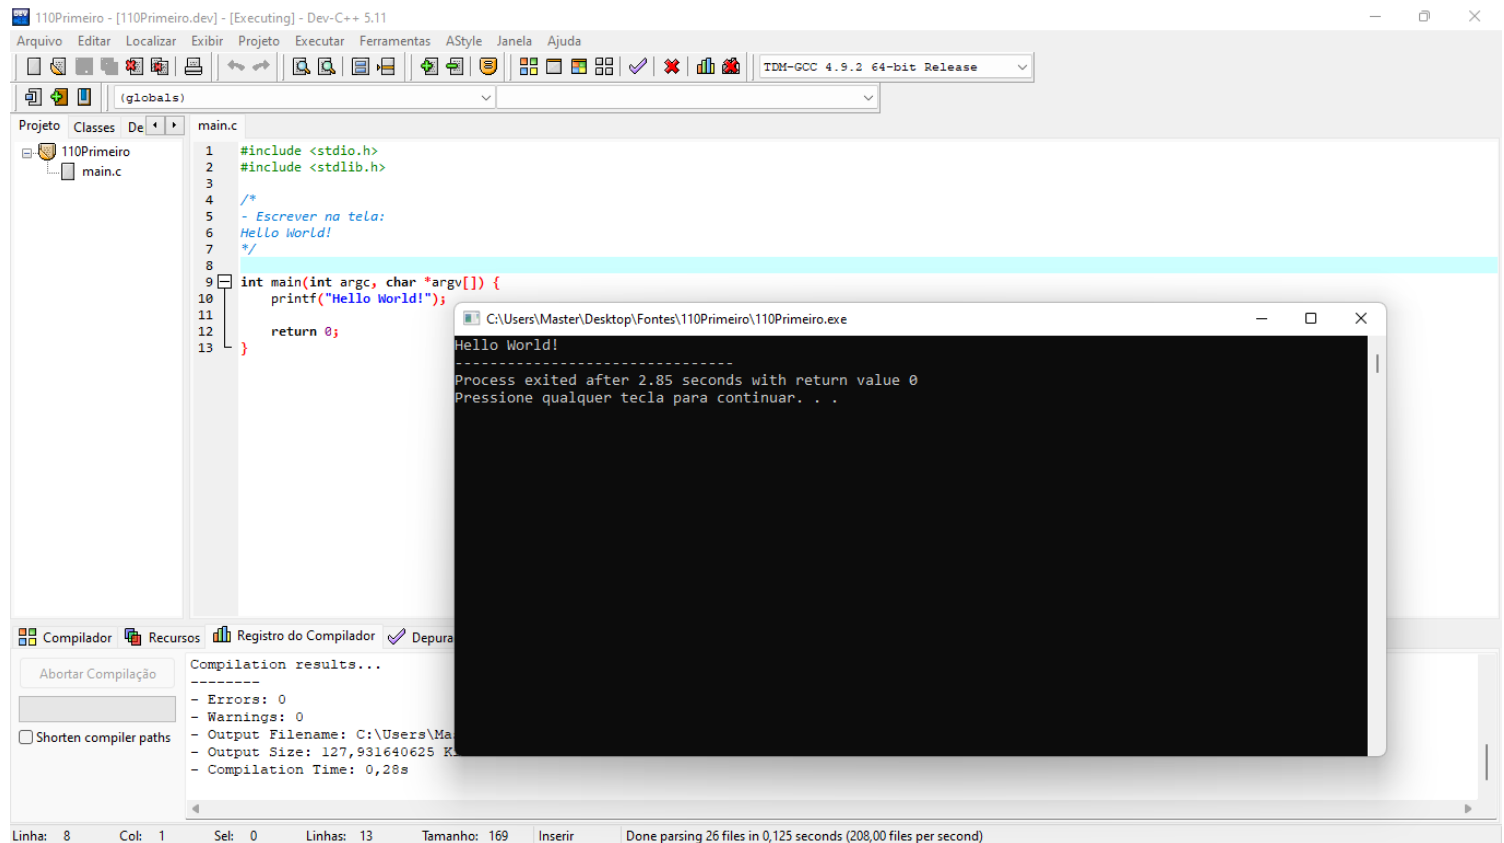 110Primeiro - [110Primeiro.dev] - [Executing] - Dev-C++ 5.11
Arquivo Editar Localizar Exibir Projeto Executar Ferramentas AStyle Janela Ajuda
TDM-GCC 4.9.2 64-bit Release
(globals)
Projeto Classes De
main.c
110Primeiro
main.c
1 #include <stdio.h>
2 #include <stdlib.h>
3
4 /*
5 - Escrever na tela:
6 Hello World!
7 */
8
9 int main(int argc, char *argv[]) {
10 printf("Hello World!");
11
12 return 0;
13 }
C:\Users\Master\Desktop\Fontes\110Primeiro\110Primeiro.exe
Hello World!
--------------------------------
Process exited after 2.85 seconds with return value 0
Pressione qualquer tecla para continuar. . .
Compilador Recursos Registro do Compilador Depura
Abortar Compilação
Shorten compiler paths
Compilation results...
--------
- Errors: 0
- Warnings: 0
- Output Filename: C:\Users\Ma
- Output Size: 127,931640625 K
- Compilation Time: 0,28s
Linha: 8 Col: 1 Sel: 0 Linhas: 13 Tamanho: 169 Inserir Done parsing 26 files in 0,125 seconds (208,00 files per second)